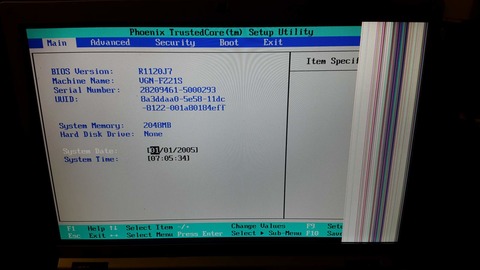 Phoenix TrustedCore(tm) Setup Utility
Main Advanced Security Boot Exit
Item Specif
BIOS Version: R1120J7
Machine Name: VGN-FZ21S
Serial Number: 28209461-5000293
UUID: 8a3ddaa0-5e58-11dc
-8122-001a80184eff
System Memory: 2048MB
Hard Disk Drive: None
System Date: [01/01/2005]
System Time: [07:05:34]
F1 Help ↑↓ Select Item -/+ Change Values F9 Setu
Esc Exit ↔ Select Menu Press Enter Select ▶ Sub-Menu F10 Save